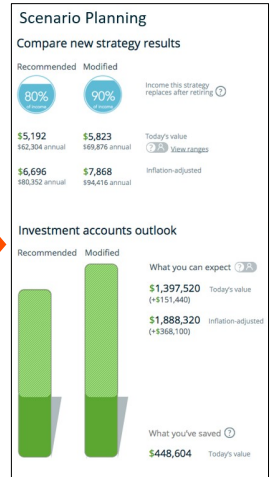 Scenario Planning
Compare new strategy results
Recommended Modified
80% of income
90% of income
Income this strategy
replaces after retiring ?
$5,192 $5,823 Today's value
$62,304 annual $69,876 annual ? View ranges
$6,696 $7,868 Inflation-adjusted
$80,352 annual $94,416 annual
Investment accounts outlook
Recommended Modified
What you can expect ?
$1,397,520 Today's value
(+$151,440)
$1,888,320 Inflation-adjusted
(+$368,100)
What you've saved ?
$448,604 Today's value